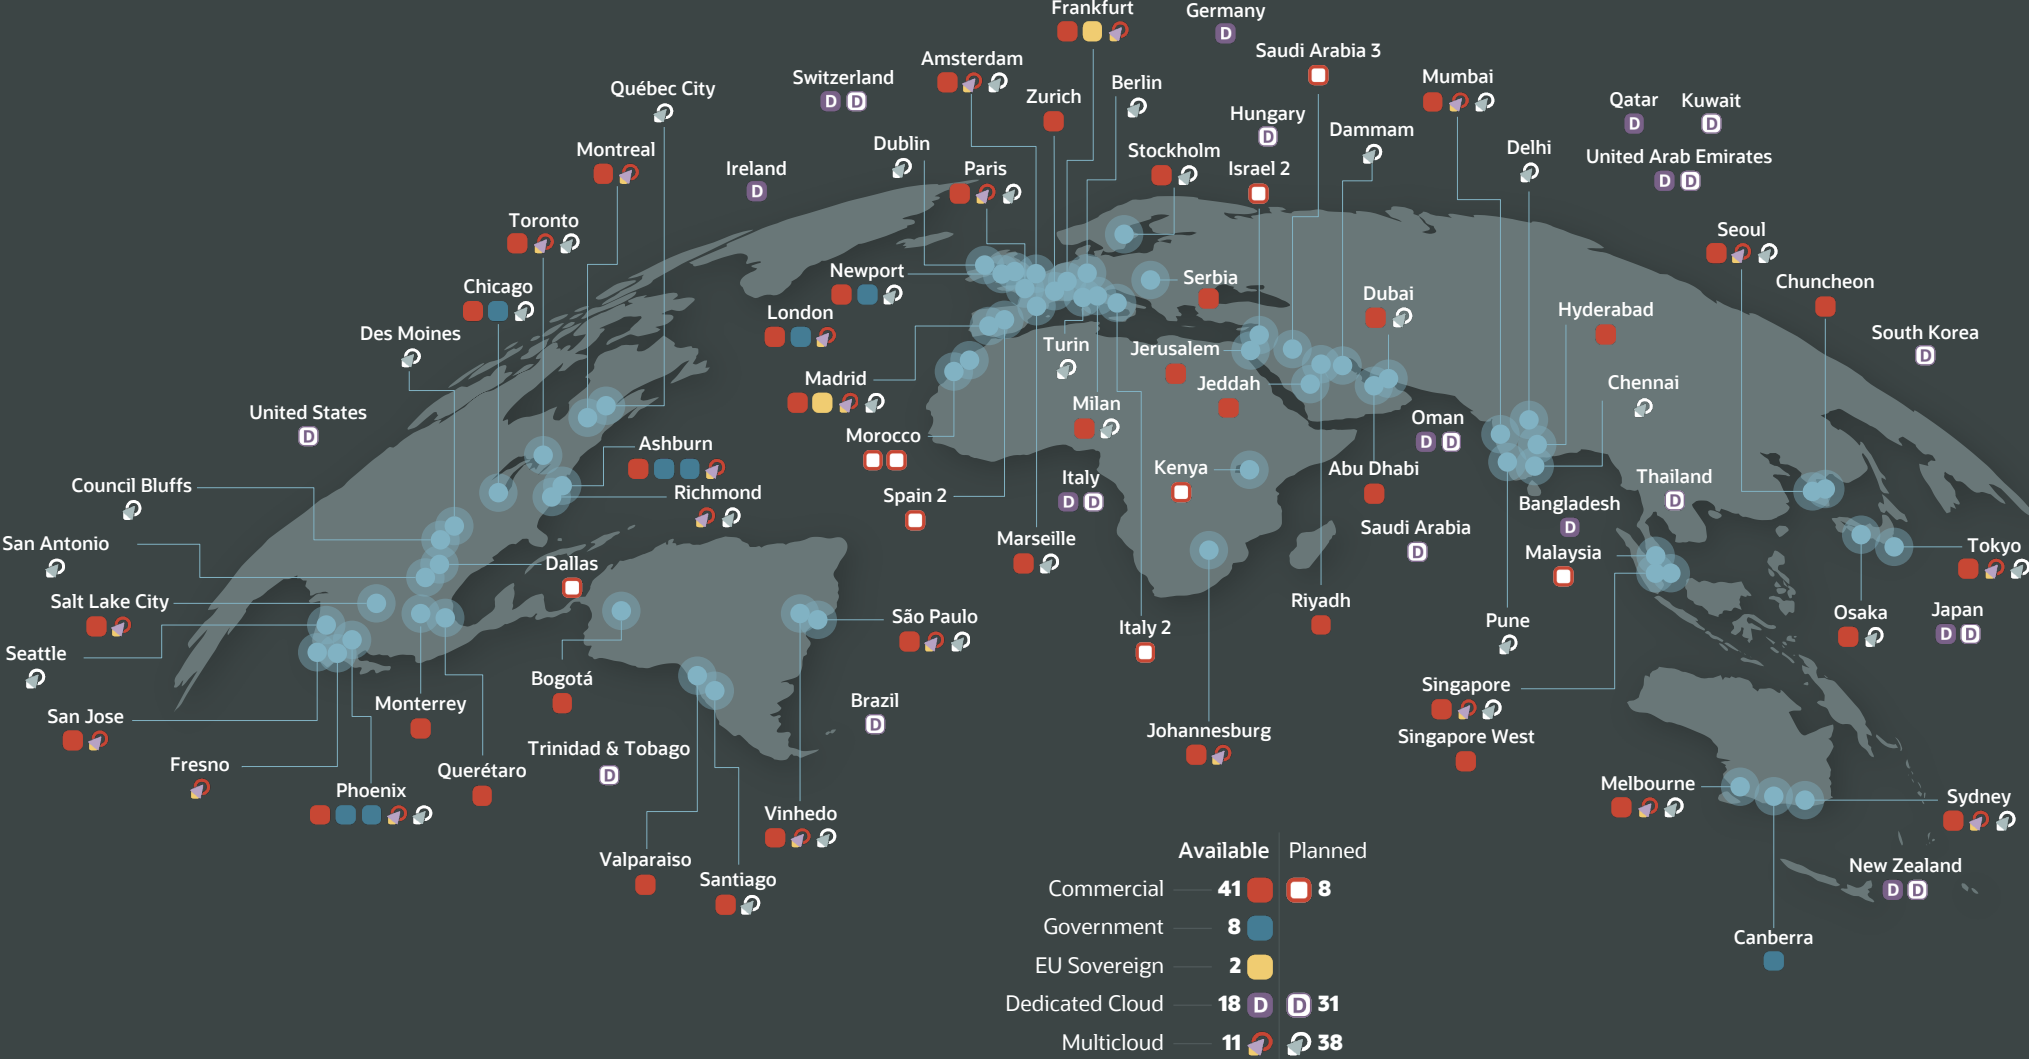 Frankfurt
Germany
D
Saudi Arabia 3
Amsterdam
Switzerland
D D
Québec City
Zurich
Berlin
Mumbai
Qatar
D
Kuwait
D
Hungary
D
Dammam
Montreal
Dublin
Stockholm
Delhi
United Arab Emirates
D D
Ireland
D
Paris
Israel 2
Toronto
Seoul
Newport
Serbia
Chuncheon
Chicago
Dubai
London
Hyderabad
Des Moines
South Korea
D
Turin
Jerusalem
Madrid
Jeddah
Chennai
United States
D
Milan
Oman
D D
Morocco
Ashburn
Kenya
Abu Dhabi
Council Bluffs
Richmond
Spain 2
Italy
D D
Thailand
D
Bangladesh
D
San Antonio
Marseille
Saudi Arabia
D
Malaysia
Tokyo
Dallas
Salt Lake City
Riyadh
São Paulo
Italy 2
Pune
Osaka
Japan
D D
Seattle
Bogotá
Singapore
Monterrey
Brazil
D
San Jose
Johannesburg
Singapore West
Trinidad & Tobago
D
Fresno
Querétaro
Phoenix
Vinhedo
Melbourne
Sydney
Valparaiso
Santiago
New Zealand
D D
Canberra
Available Planned
Commercial 41 8
Government 8
EU Sovereign 2
Dedicated Cloud 18 D D 31
Multicloud 11 38